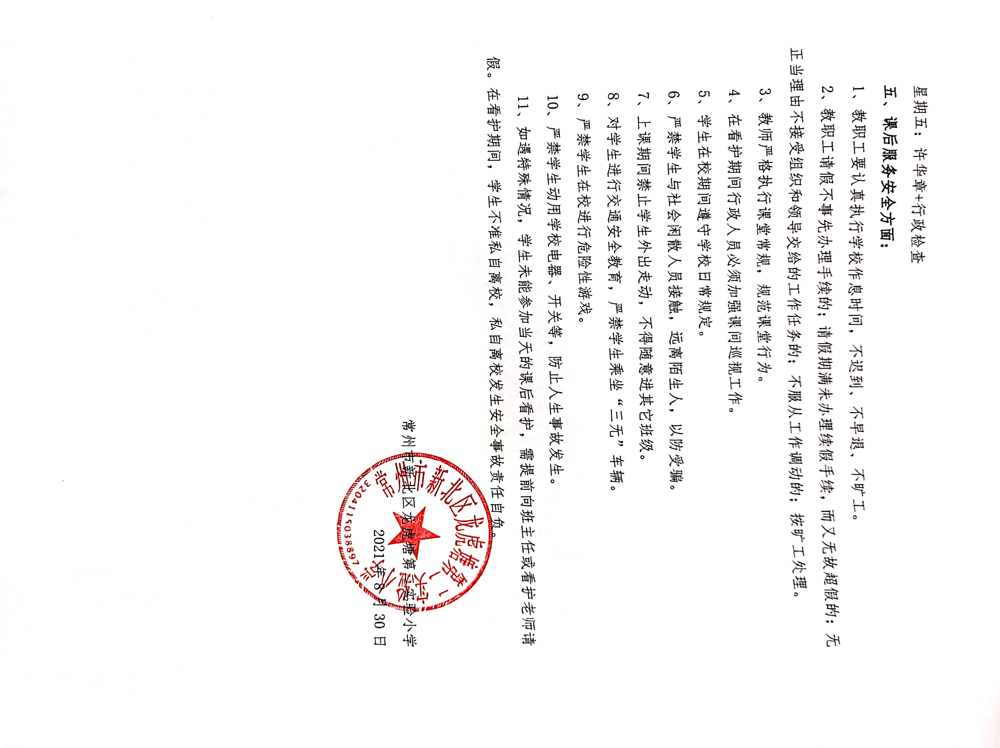 星期五：许华章+行政检查
五、课后服务安全方面：
1、教职工要认真执行学校作息时间，不迟到、不早退、不旷工。
2、教职工请假不事先办理手续的；请假期满未办理续假手续，而又无故超假的；无
正当理由不接受组织和领导交给的工作任务的；不服从工作调动的；按旷工处理。
3、教师严格执行课堂常规，规范课堂行为。
4、在看护期间行政人员必须加强课间巡视工作。
5、学生在校期间遵守学校日常规定。
6、严禁学生与社会闲散人员接触，远离陌生人，以防受骗。
7、上课期间禁止学生外出走动，不得随意进其它班级。
8、对学生进行交通安全教育，严禁学生乘坐“三无”车辆。
9、严禁学生在校进行危险性游戏。
10、严禁学生动用学校电器、开关等，防止人生事故发生。
11、如遇特殊情况，学生未能参加当天的课后看护，需提前向班主任或看护老师请
假。在看护期间，学生不准私自离校，私自离校发生安全事故责任自负。
常州市新北区龙虎塘第二实验小学
2021年8月30日
常州市新北区龙虎塘第二实验小学
3204115038897